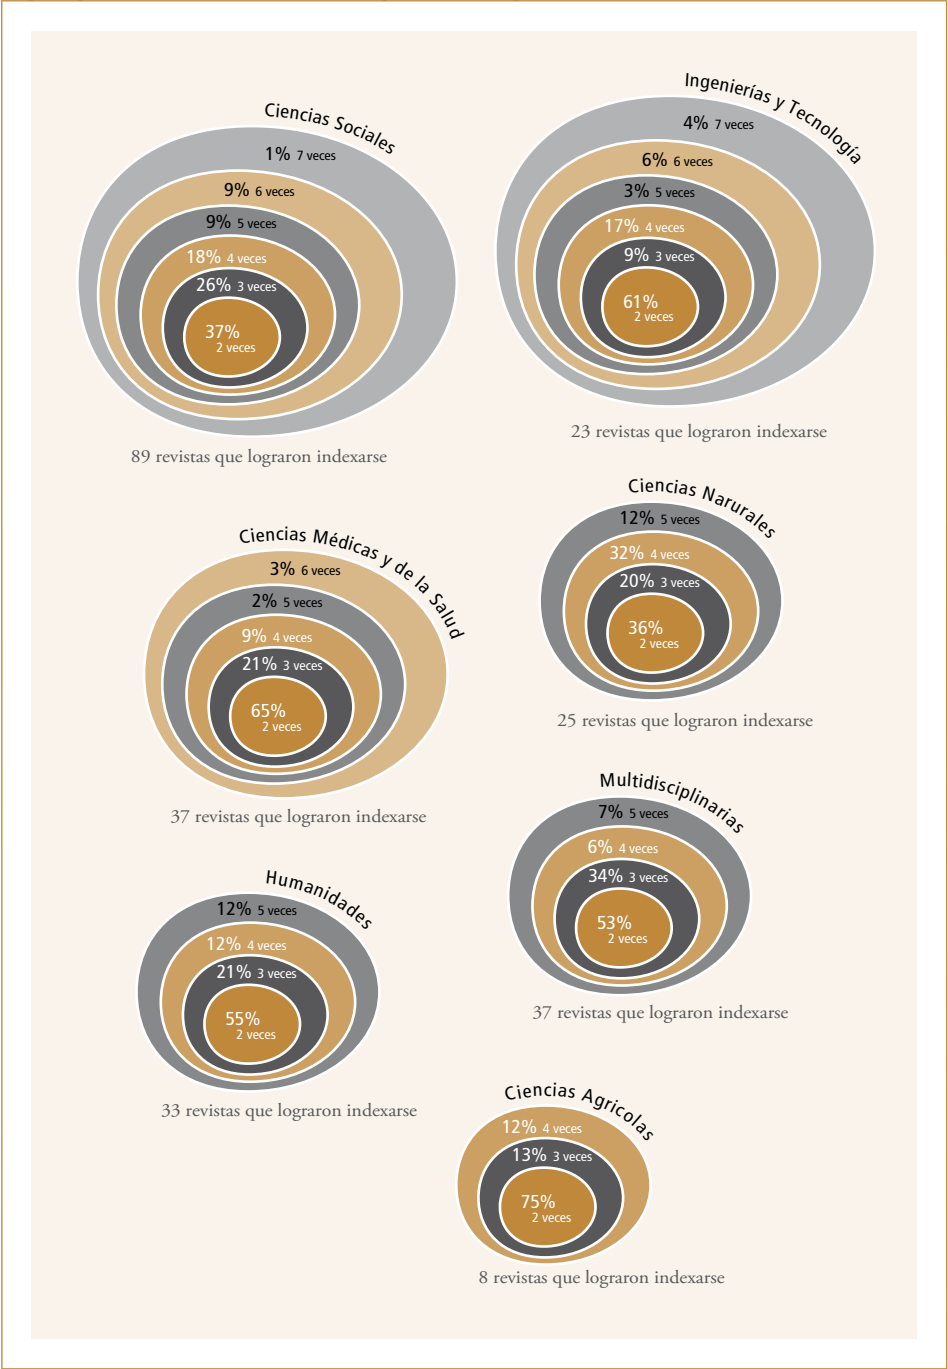 Ciencias Sociales
1% 7 veces
9% 6 veces
9% 5 veces
18% 4 veces
26% 3 veces
37%
2 veces
89 revistas que lograron indexarse
Ingenierías y Tecnología
4% 7 veces
6% 6 veces
3% 5 veces
17% 4 veces
9% 3 veces
61%
2 veces
23 revistas que lograron indexarse
Ciencias Médicas y de la Salud
3% 6 veces
2% 5 veces
9% 4 veces
21% 3 veces
65%
2 veces
37 revistas que lograron indexarse
Ciencias Narurales
12% 5 veces
32% 4 veces
20% 3 veces
36%
2 veces
25 revistas que lograron indexarse
Multidisciplinarias
7% 5 veces
6% 4 veces
34% 3 veces
53%
2 veces
37 revistas que lograron indexarse
Humanidades
12% 5 veces
12% 4 veces
21% 3 veces
55%
2 veces
33 revistas que lograron indexarse
Ciencias Agricolas
12% 4 veces
13% 3 veces
75%
2 veces
8 revistas que lograron indexarse